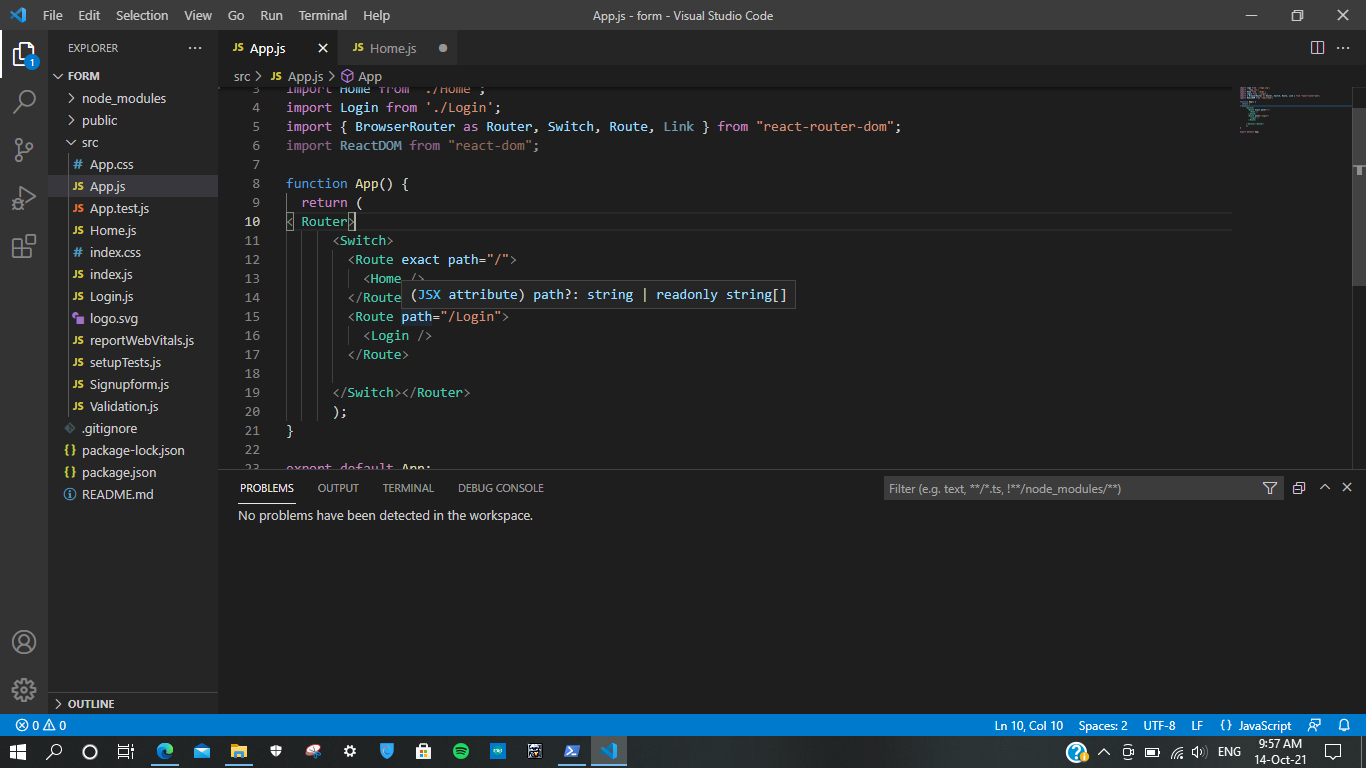 File Edit Selection View Go Run Terminal Help App.js - form - Visual Studio Code
EXPLORER
1
FORM
node_modules
public
src
# App.css
JS App.js
JS App.test.js
JS Home.js
# index.css
JS index.js
JS Login.js
logo.svg
JS reportWebVitals.js
JS setupTests.js
JS Signupform.js
JS Validation.js
.gitignore
{} package-lock.json
{} package.json
README.md
OUTLINE
JS App.js JS Home.js
src > JS App.js > App
3 import Home from './Home';
4 import Login from './Login';
5 import { BrowserRouter as Router, Switch, Route, Link } from "react-router-dom";
6 import ReactDOM from "react-dom";
7
8 function App() {
9 return (
10 < Router>
11 <Switch>
12 <Route exact path="/">
13 <Home />
14 </Route
(JSX attribute) path?: string | readonly string[]
15 <Route path="/Login">
16 <Login />
17 </Route>
18
19 </Switch></Router>
20 );
21 }
22
23 export default App;
PROBLEMS OUTPUT TERMINAL DEBUG CONSOLE Filter (e.g. text, **/*.ts, !**/node_modules/**)
No problems have been detected in the workspace.
0 0 Ln 10, Col 10 Spaces: 2 UTF-8 LF {} JavaScript
ENG 9:57 AM
14-Oct-21